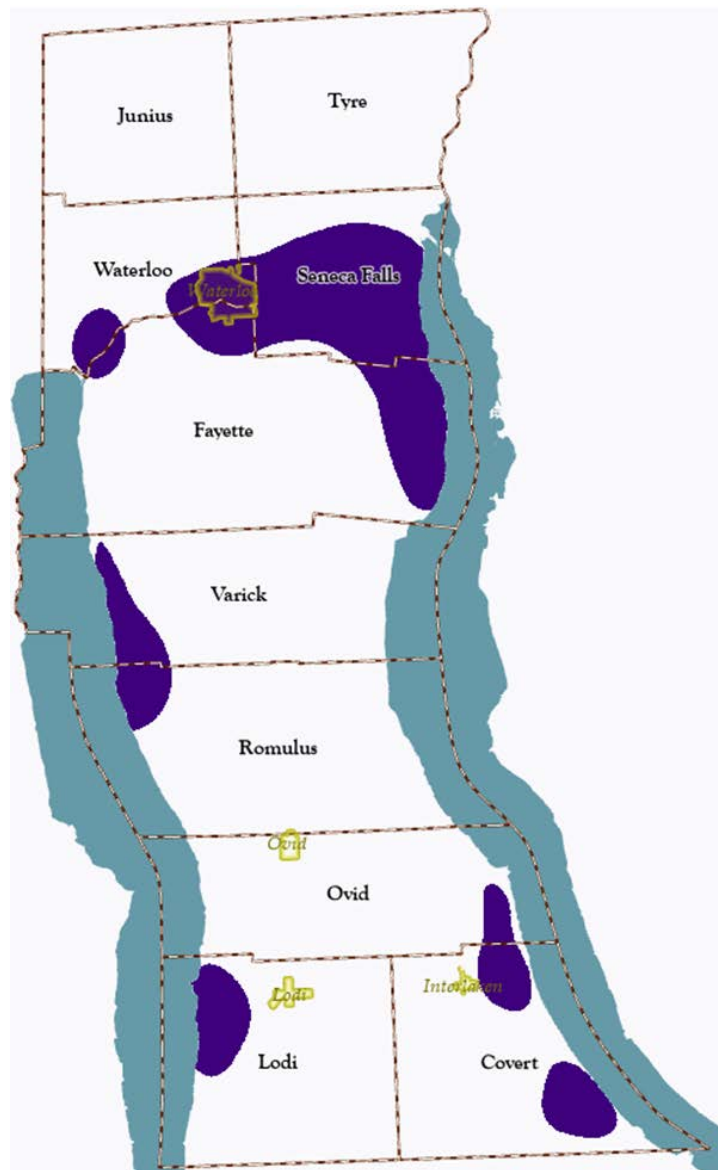 Tyre
Junius
Waterloo
Seneca Falls
Waterloo
Fayette
Varick
Romulus
Ovid
Ovid
Lodi
Interlaken
Lodi
Covert